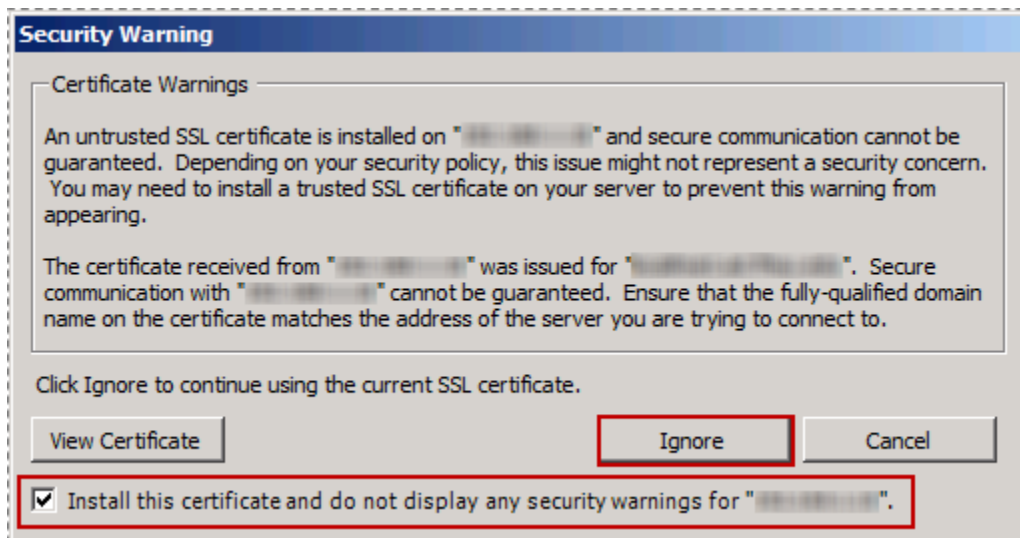 Security Warning
Certificate Warnings
An untrusted SSL certificate is installed on "" and secure communication cannot be
guaranteed. Depending on your security policy, this issue might not represent a security concern.
You may need to install a trusted SSL certificate on your server to prevent this warning from
appearing.
The certificate received from "" was issued for "". Secure
communication with "" cannot be guaranteed. Ensure that the fully-qualified domain
name on the certificate matches the address of the server you are trying to connect to.
Click Ignore to continue using the current SSL certificate.
View Certificate Ignore Cancel
Install this certificate and do not display any security warnings for "".